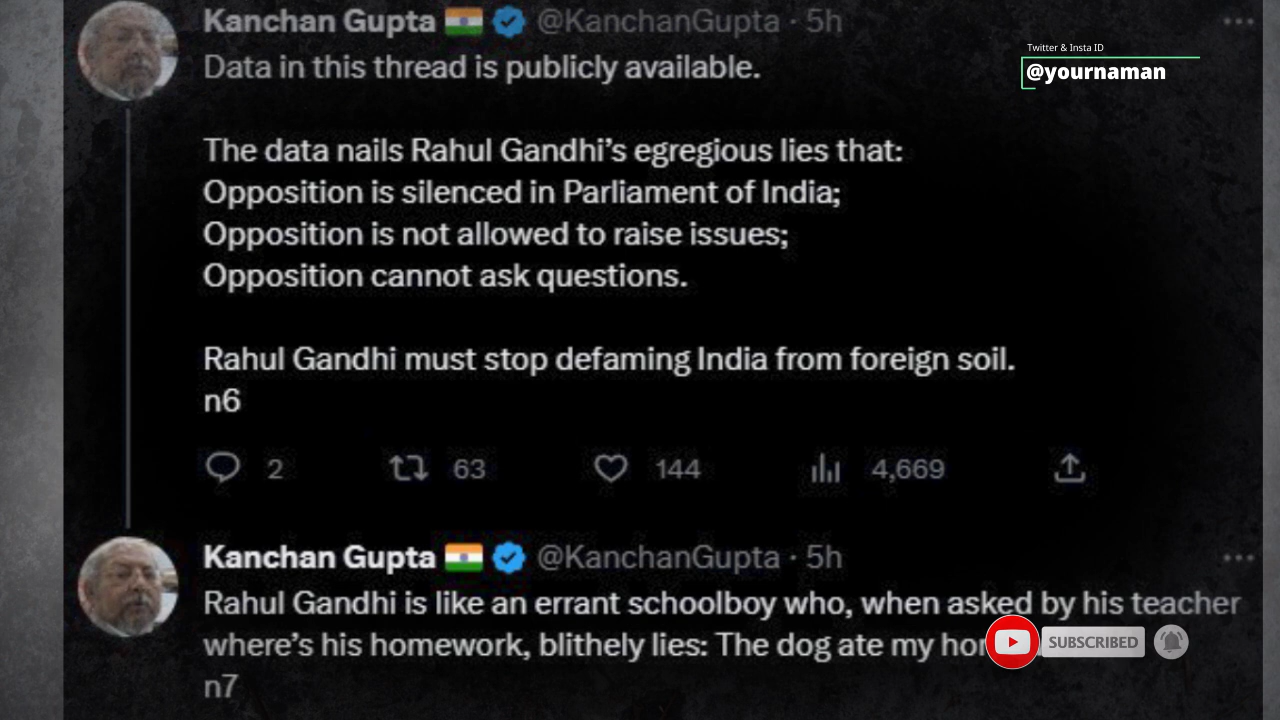 Kanchan Gupta @KanchanGupta · 5h
Twitter & Insta ID
@yournaman
Data in this thread is publicly available.
The data nails Rahul Gandhi's egregious lies that:
Opposition is silenced in Parliament of India;
Opposition is not allowed to raise issues;
Opposition cannot ask questions.
Rahul Gandhi must stop defaming India from foreign soil.
n6
2 63 144 4,669
Kanchan Gupta @KanchanGupta · 5h
Rahul Gandhi is like an errant schoolboy who, when asked by his teacher
where's his homework, blithely lies: The dog ate my
SUBSCRIBED
n7